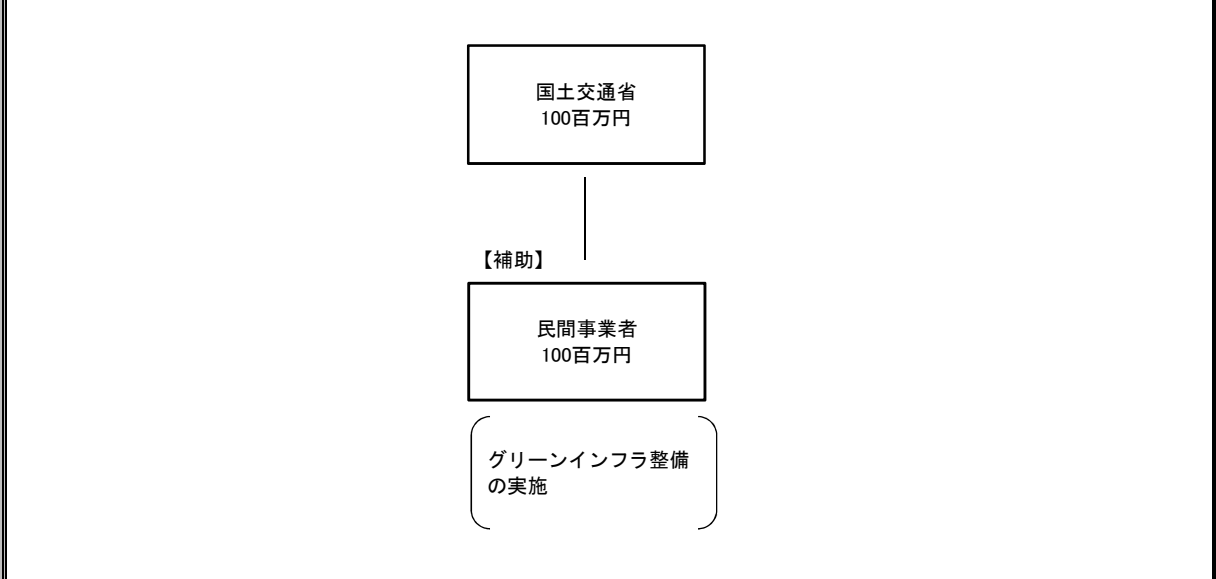 国土交通省
100百万円
【補助】
民間事業者
100百万円
グリーンインフラ整備
の実施